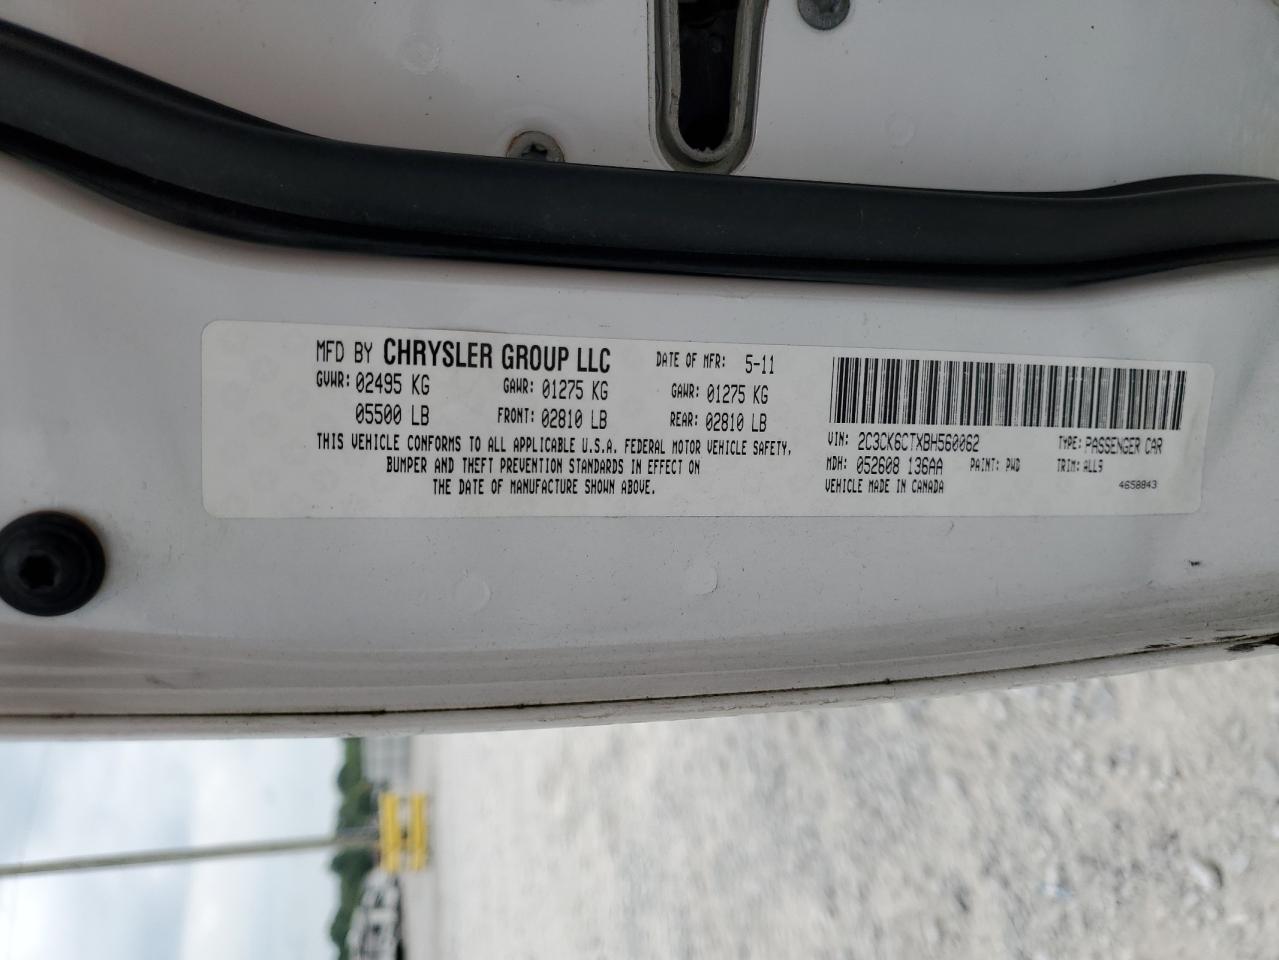 MFD BY CHRYSLER GROUP LLC DATE OF MFR: 5-11
GVWR: 02495 KG GAWR: 01275 KG GAWR: 01275 KG
05500 LB FRONT: 02810 LB REAR: 02810 LB
THIS VEHICLE CONFORMS TO ALL APPLICABLE U.S.A. FEDERAL MOTOR VEHICLE SAFETY,
BUMPER AND THEFT PREVENTION STANDARDS IN EFFECT ON
THE DATE OF MANUFACTURE SHOWN ABOVE.
VIN: 2C3CK6CTXBH560062 TYPE: PASSENGER CAR
MDH: 052608 136AA PAINT: PWD TRIM: ALL9
VEHICLE MADE IN CANADA 4658843